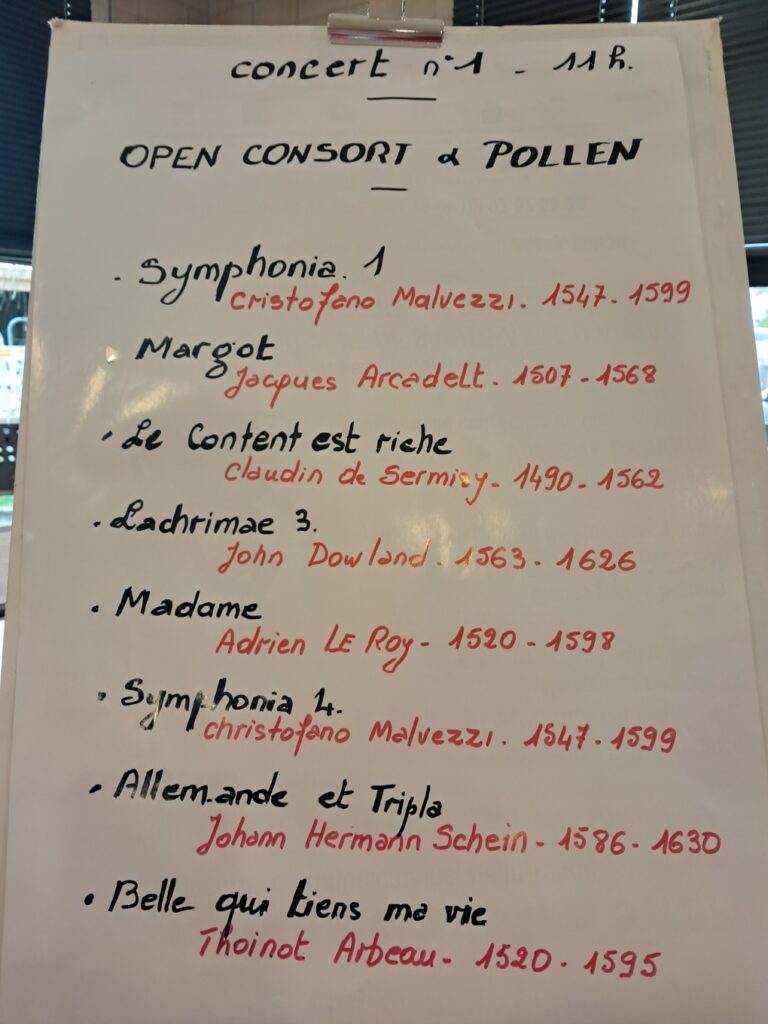 concert n°1 - 11h.
OPEN CONSORT & POLLEN
. Symphonia. 1
Cristofano Malvezzi. 1547-1599
. Margot
Jacques Arcadelt. 1507-1568
. Le Content est riche
Claudin de Sermisy- 1490-1562
. Lachrimae 3.
John Dowland. 1563-1626
. Madame
Adrien LE Roy- 1520-1598
. Symphonia 4.
christofano Malvezzi. 1547-1599
. Allemande et Tripla
Johann Hermann Schein- 1586-1630
. Belle qui tiens ma vie
Thoinot Arbeau- 1520-1595